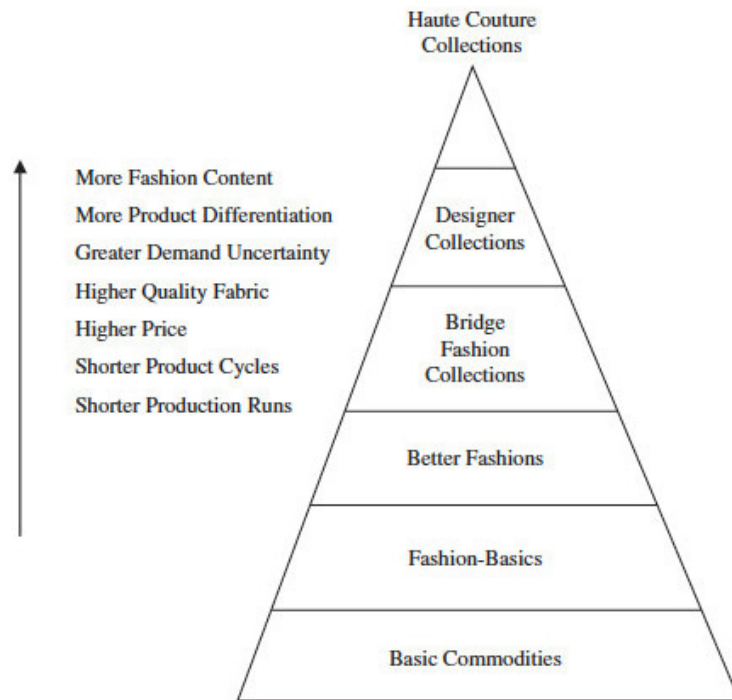 Haute Couture
Collections
More Fashion Content
More Product Differentiation
Greater Demand Uncertainty
Higher Quality Fabric
Higher Price
Shorter Product Cycles
Shorter Production Runs
Designer
Collections
Bridge
Fashion
Collections
Better Fashions
Fashion-Basics
Basic Commodities